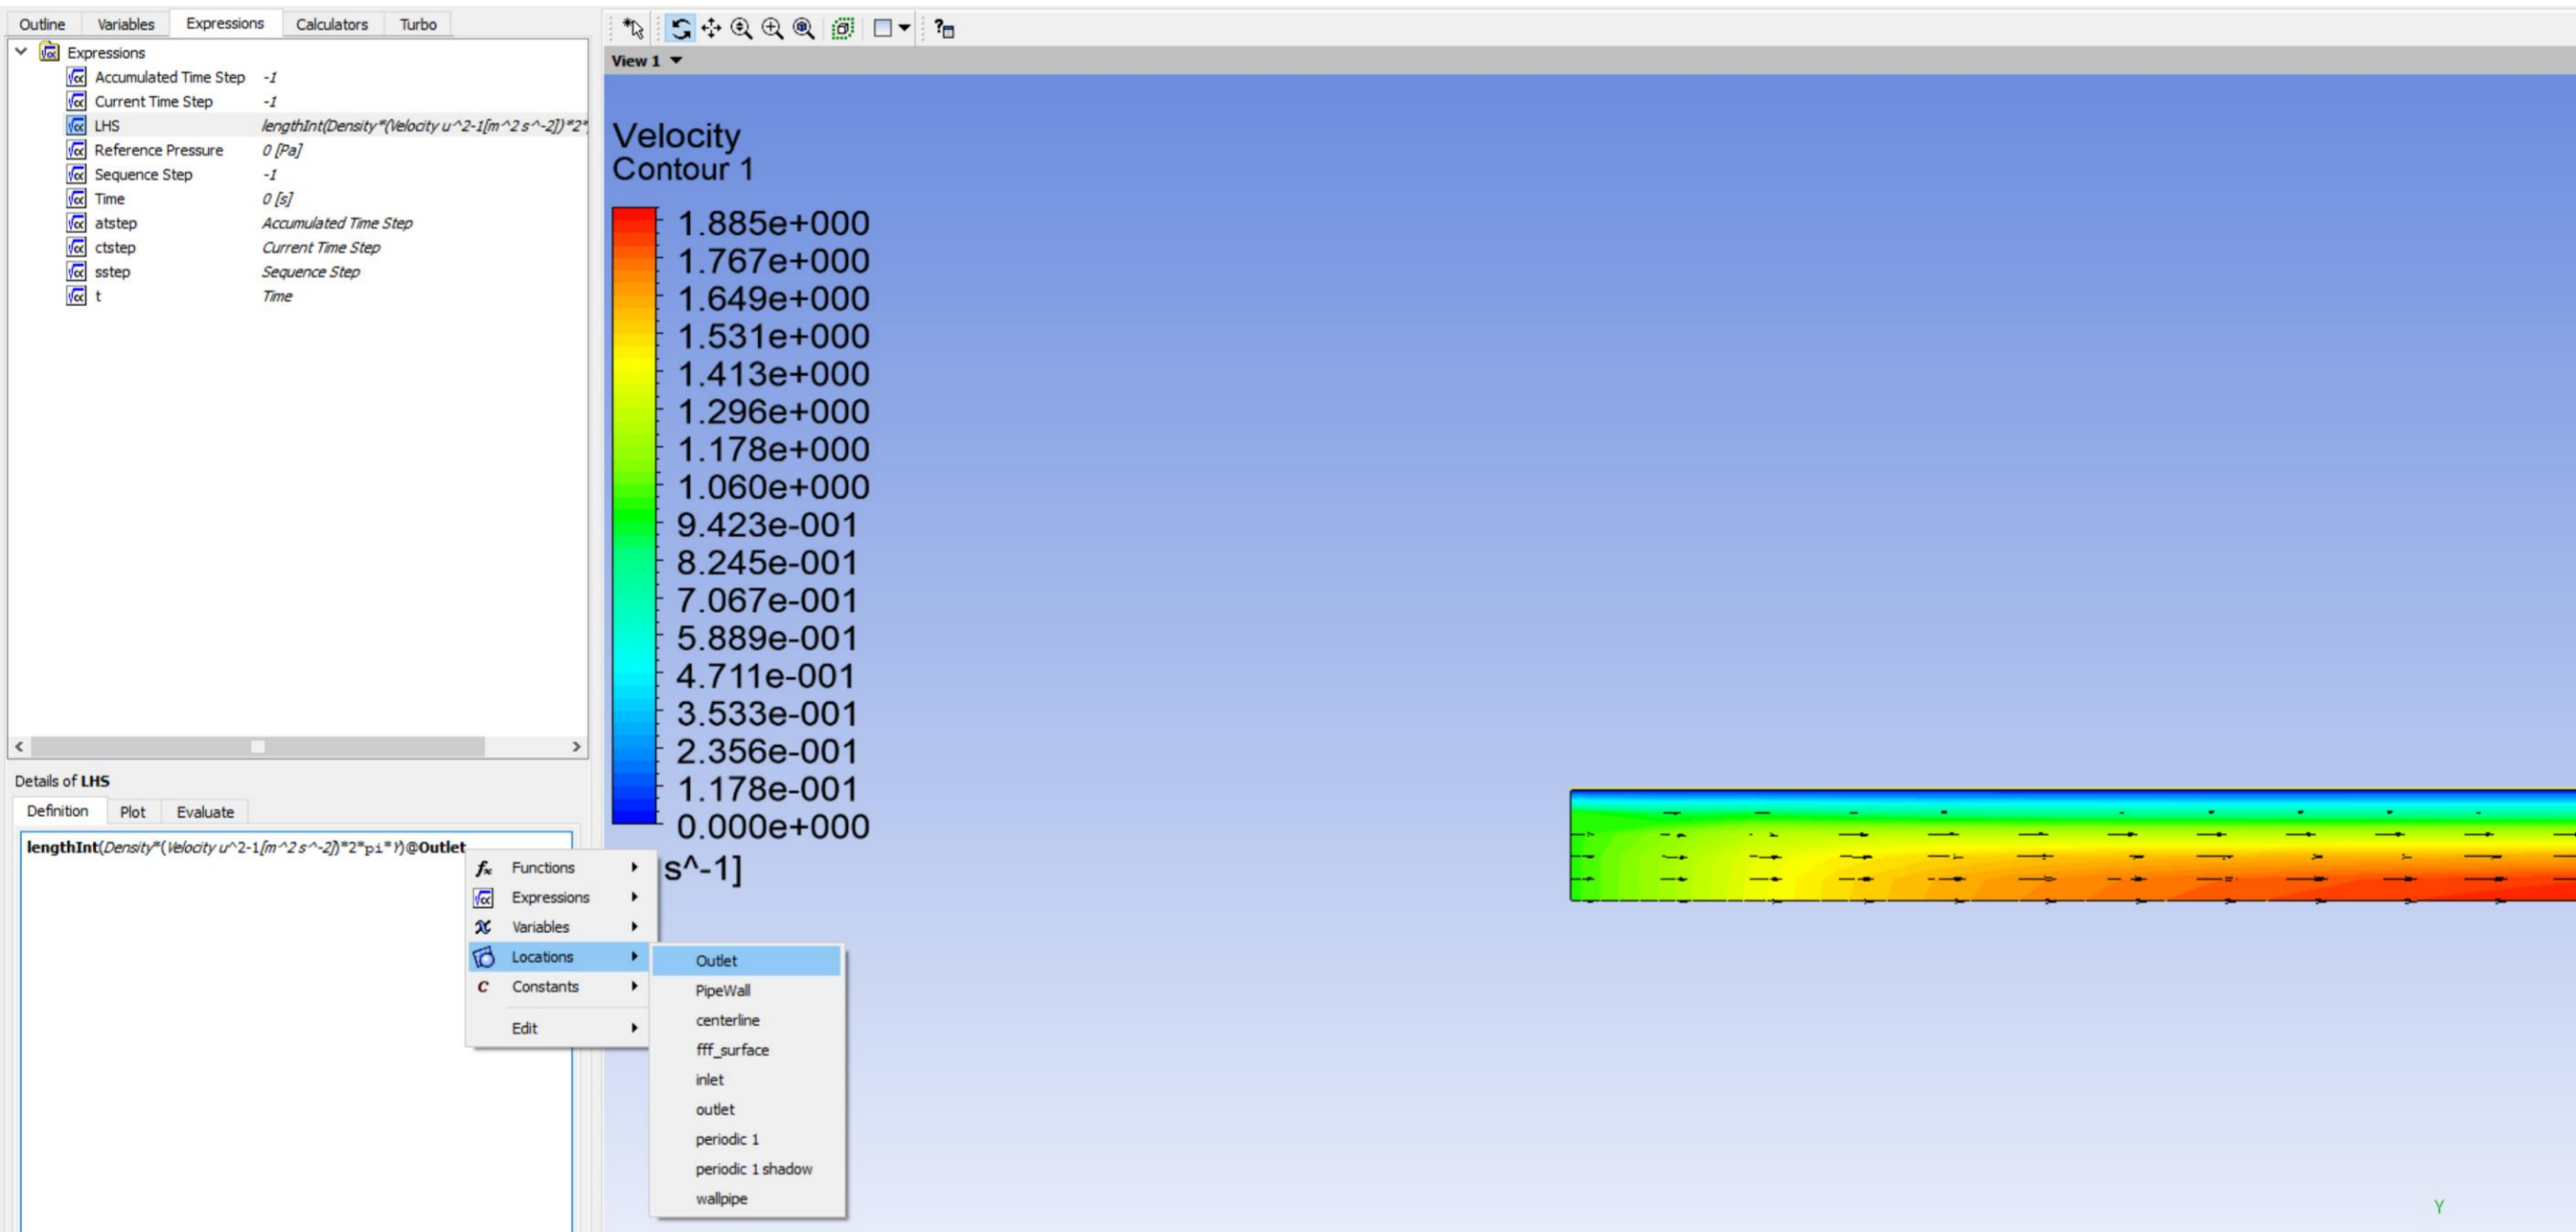 Outline Variables Expressions Calculators Turbo
Expressions
Accumulated Time Step -1
Current Time Step -1
LHS lengthInt(Density*(Velocity u^2-1[m^2 s^-2])*2*
Reference Pressure 0 [Pa]
Sequence Step -1
Time 0 [s]
atstep Accumulated Time Step
ctstep Current Time Step
sstep Sequence Step
t Time
Details of LHS
Definition Plot Evaluate
lengthInt(Density*(Velocity u^2-1[m^2 s^-2])*2*pi*Y)@Outlet
Functions
Expressions
Variables
Locations
Constants
Edit
Outlet
PipeWall
centerline
fff_surface
inlet
outlet
periodic 1
periodic 1 shadow
wallpipe
View 1
Velocity
Contour 1
1.885e+000
1.767e+000
1.649e+000
1.531e+000
1.413e+000
1.296e+000
1.178e+000
1.060e+000
9.423e-001
8.245e-001
7.067e-001
5.889e-001
4.711e-001
3.533e-001
2.356e-001
1.178e-001
0.000e+000
s^-1]
Y